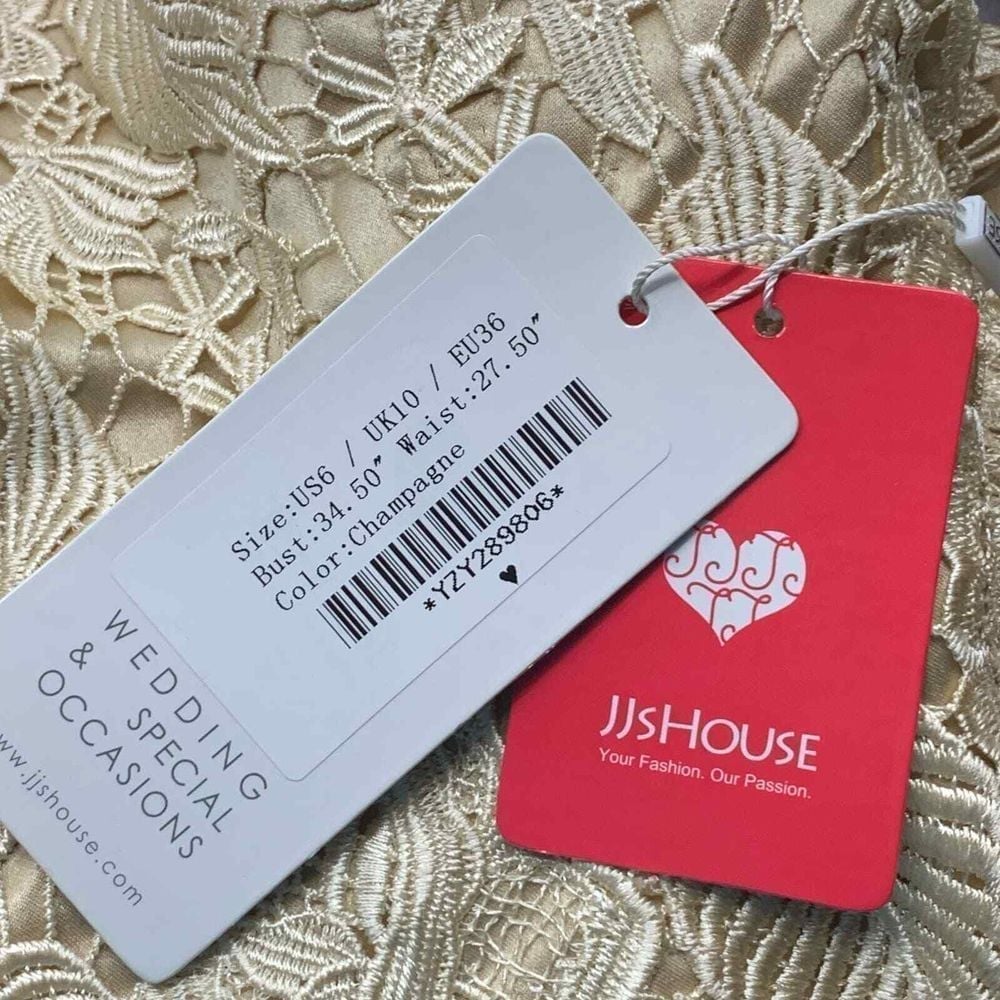 Size:US6 / UK10 / EU36
Bust:34.50" Waist:27.50"
Color:Champagne
*YZY289806*
WEDDING
& SPECIAL
OCCASIONS
www.jjshouse.com
JJsHOUSE
Your Fashion. Our Passion.